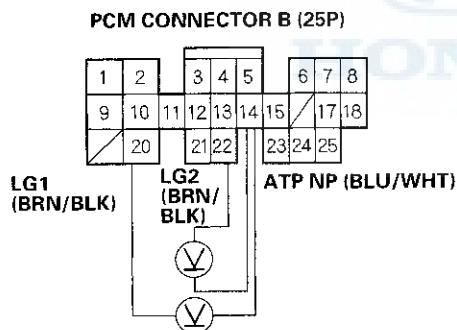 PCM CONNECTOR B (25P)
HON
1 2 3 4 5 6 7 8
9 10 11 12 13 14 15 17 18
20 21 22 23 24 25
LG1
(BRN/BLK)
LG2
(BRN/
BLK)
ATP NP (BLU/WHT)
V
V